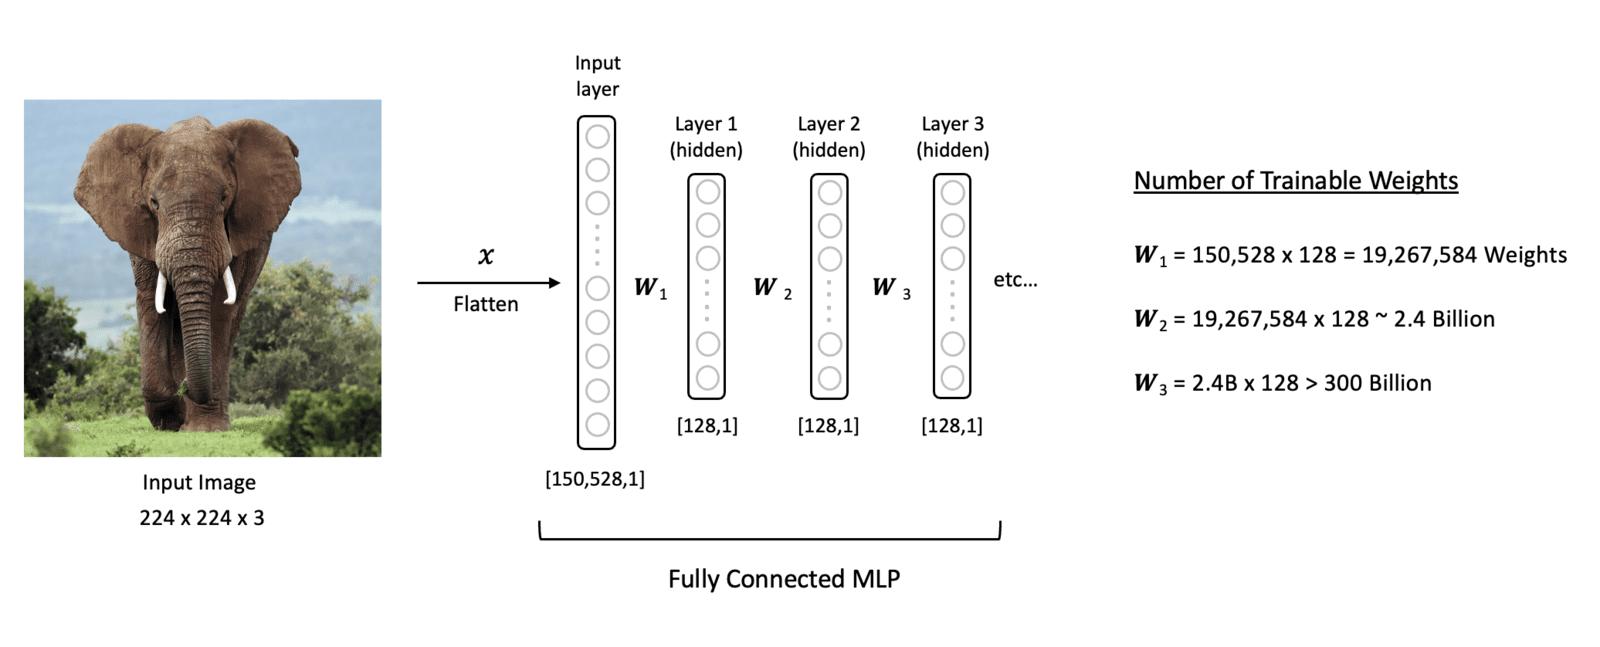 Input
layer
Layer 1
(hidden)
Layer 2
(hidden)
Layer 3
(hidden)
Number of Trainable Weights
x
Flatten
W1
W2
W3
etc...
W1 = 150,528 x 128 = 19,267,584 Weights
W2 = 19,267,584 x 128 ~ 2.4 Billion
W3 = 2.4B x 128 > 300 Billion
[128,1]
[128,1]
[128,1]
[150,528,1]
Input Image
224 x 224 x 3
Fully Connected MLP